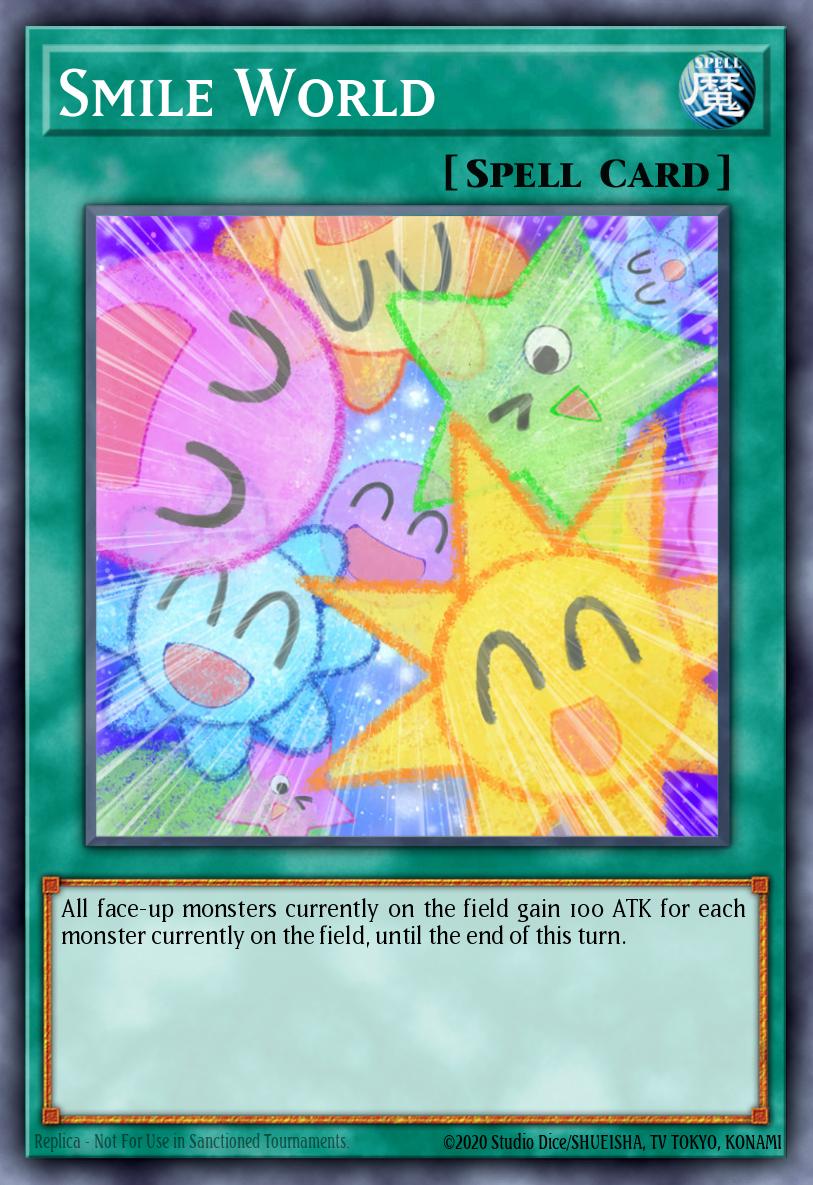 Smile World
SPELL
魔
[Spell Card]
All face-up monsters currently on the field gain 100 ATK for each
monster currently on the field, until the end of this turn.
Replica - Not For Use in Sanctioned Tournaments.
©2020 Studio Dice/SHUEISHA, TV TOKYO, KONAMI